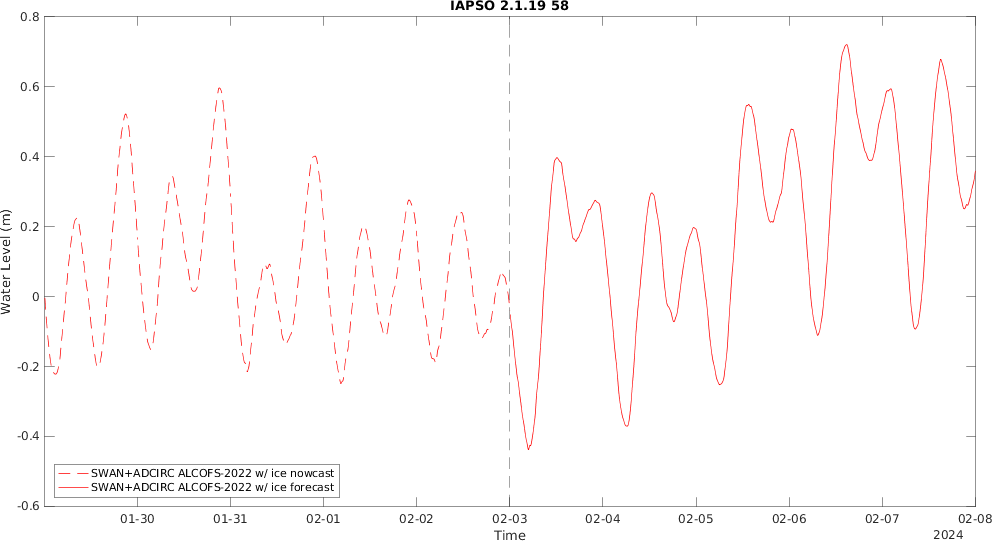 IAPSO 2.1.19 58
Water Level (m)
0.8
0.6
0.4
0.2
0
-0.2
-0.4
-0.6
SWAN+ADCIRC ALCOFS-2022 w/ ice nowcast
SWAN+ADCIRC ALCOFS-2022 w/ ice forecast
01-30 01-31 02-01 02-02 02-03 02-04 02-05 02-06 02-07 02-08
Time
2024